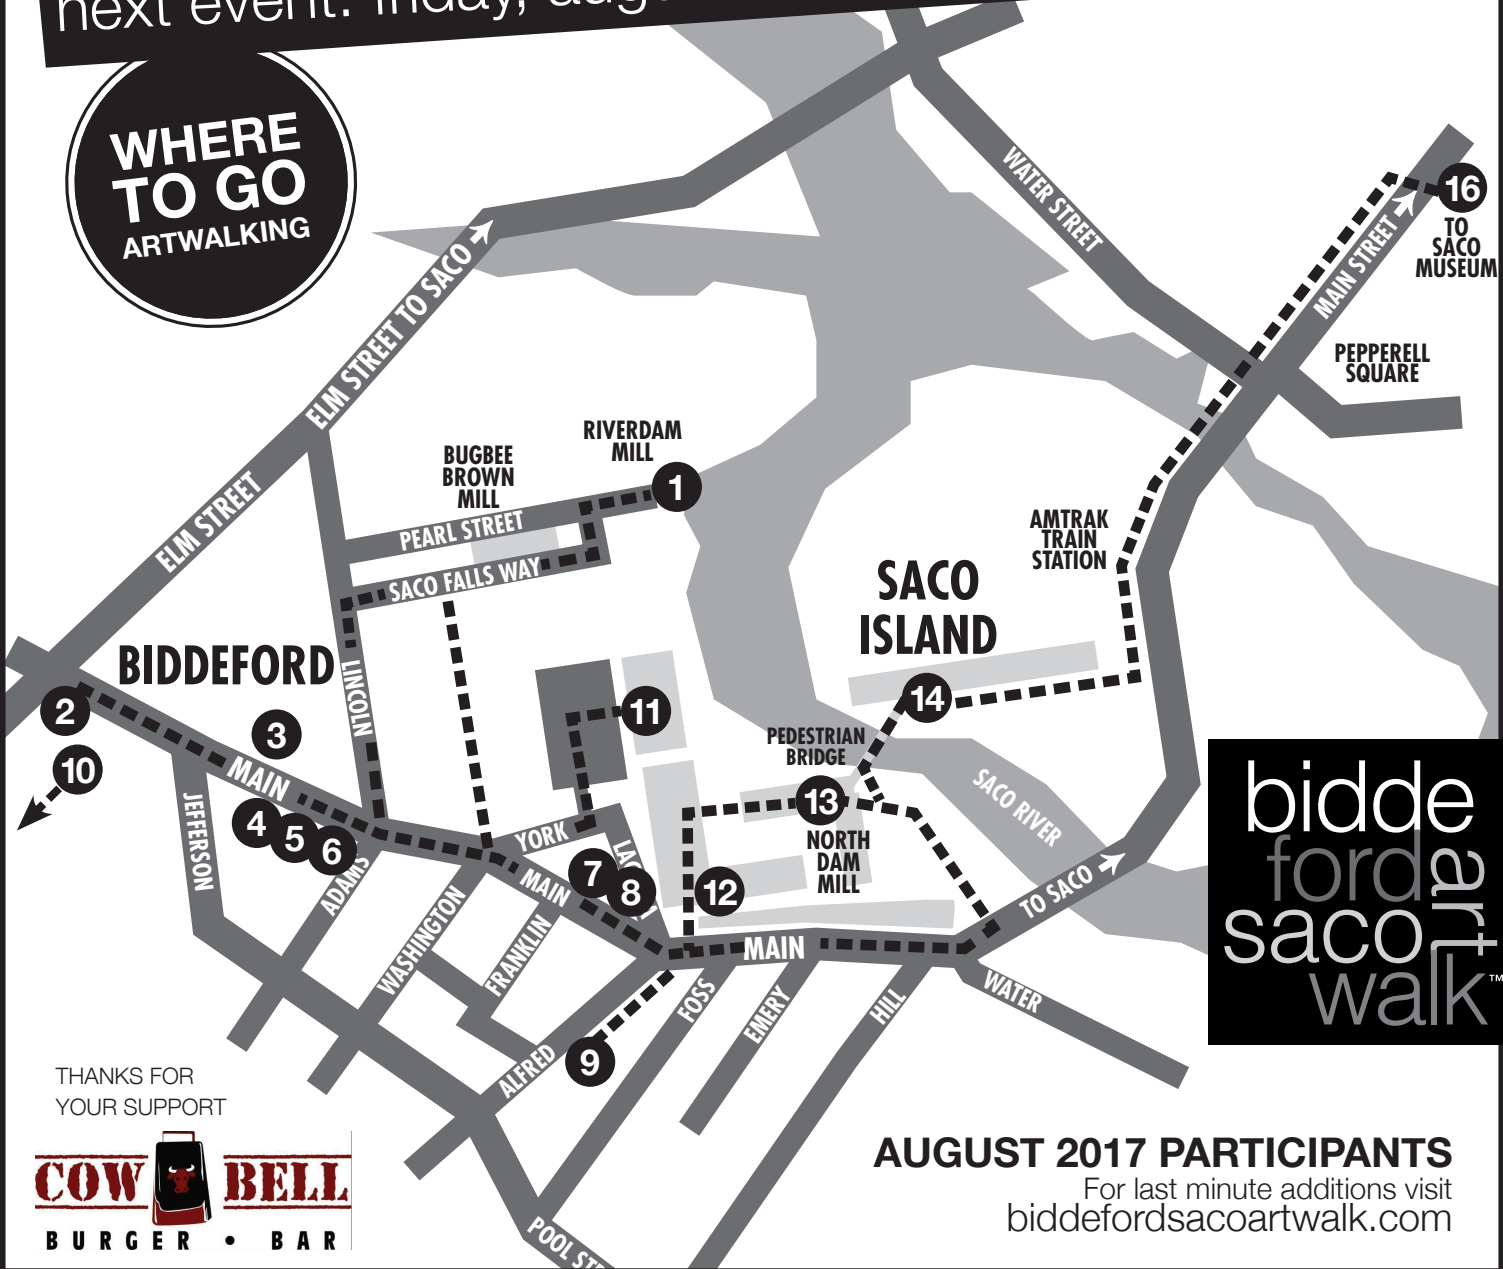 next event: friday,
WHERE
TO GO
ARTWALKING
WATER STREET
16
TO
SACO
MUSEUM
MAIN STREET
ELM STREET TO SACO
PEPPERELL
SQUARE
RIVERDAM
MILL
BUGBEE
BROWN
MILL
1
ELM STREET
PEARL STREET
AMTRAK
TRAIN
STATION
SACO FALLS WAY
SACO
ISLAND
BIDDEFORD
LINCOLN
2
3
11
14
PEDESTRIAN
BRIDGE
10
MAIN
13
SACO RIVER
JEFFERSON
4
5
6
YORK
NORTH
DAM
MILL
ADAMS
7
8
12
MAIN
TO SACO
WASHINGTON
FRANKLIN
MAIN
FOSS
EMERY
HILL
WATER
ALFRED
9
bidde
ford
art
saco
walk™
THANKS FOR
YOUR SUPPORT
COW BELL
BURGER • BAR
POOL
AUGUST 2017 PARTICIPANTS
For last minute additions visit
biddefordsacoartwalk.com